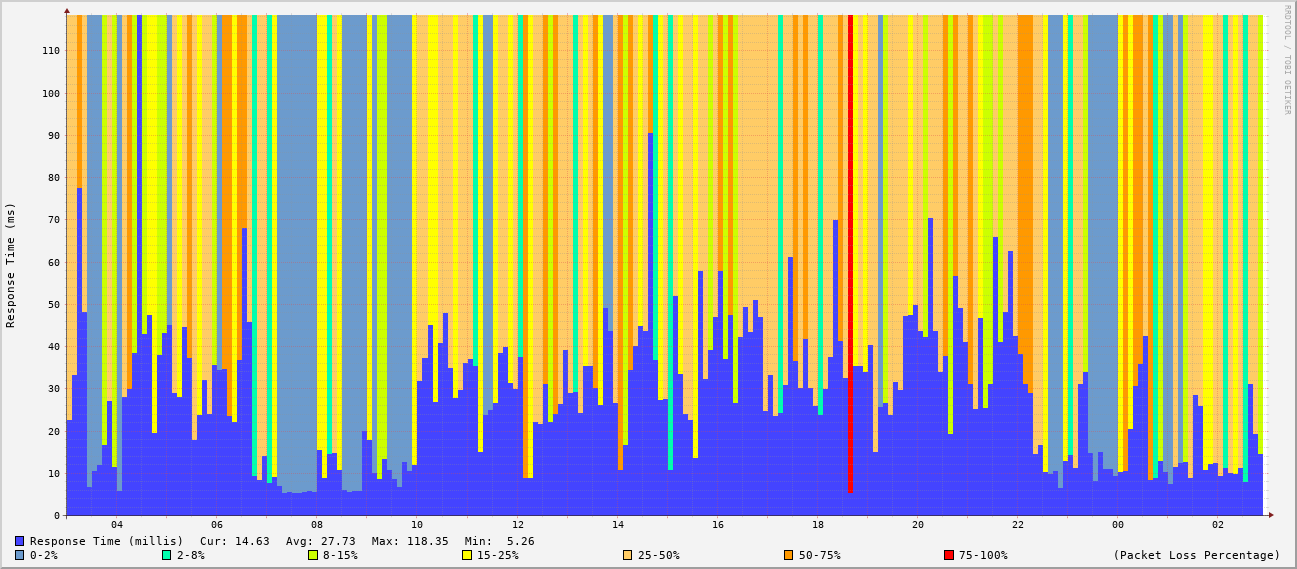 RRDTOOL / TOBI OETIKER
Response Time (ms)
110
100
90
80
70
60
50
40
30
20
10
0
04 06 08 10 12 14 16 18 20 22 00 02
Response Time (millis) Cur: 14.63 Avg: 27.73 Max: 118.35 Min: 5.26
0-2% 2-8% 8-15% 15-25% 25-50% 50-75% 75-100% (Packet Loss Percentage)